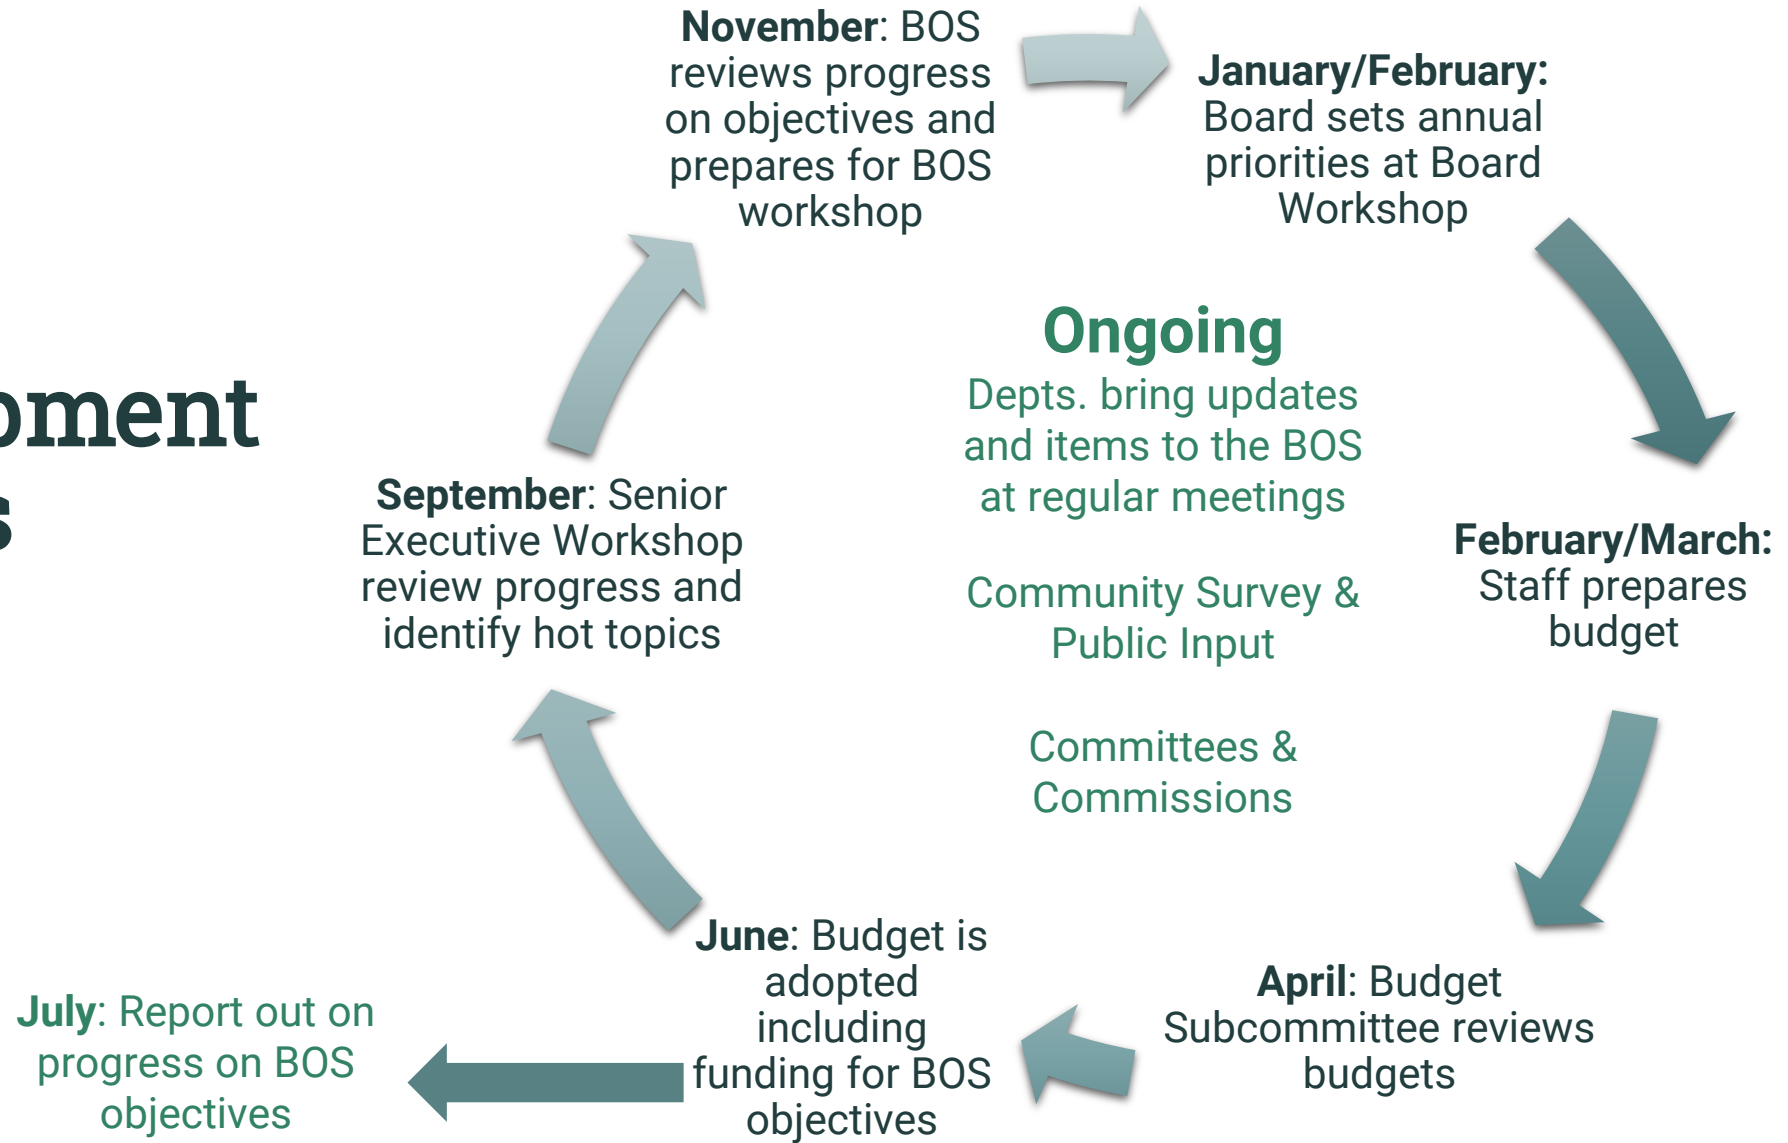 pment
s
November: BOS
reviews progress
on objectives and
prepares for BOS
workshop
January/February:
Board sets annual
priorities at Board
Workshop
February/March:
Staff prepares
budget
April: Budget
Subcommittee reviews
budgets
June: Budget is
adopted
including
funding for BOS
objectives
July: Report out on
progress on BOS
objectives
September: Senior
Executive Workshop
review progress and
identify hot topics
Ongoing
Depts. bring updates
and items to the BOS
at regular meetings
Community Survey &
Public Input
Committees &
Commissions